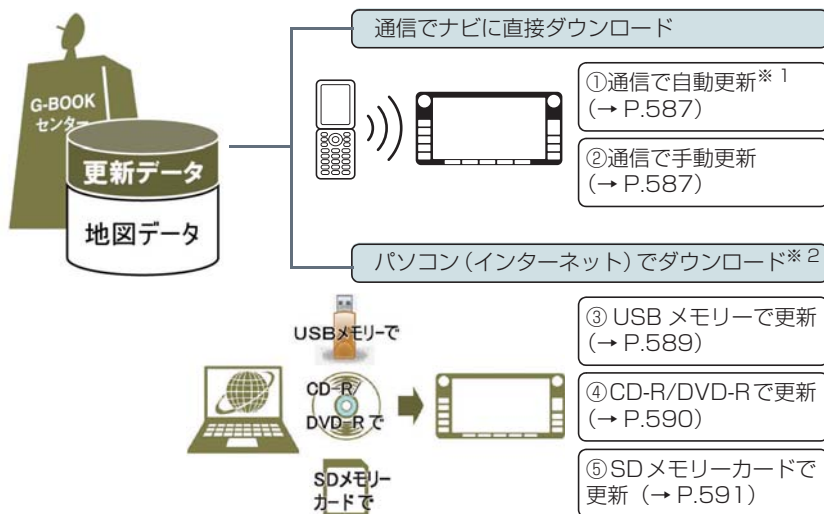 通信でナビに直接ダウンロード
G-BOOK
センター
更新データ
地図データ
①通信で自動更新※1
(→ P.587)
②通信で手動更新
(→ P.587)
パソコン(インターネット)でダウンロード※2
USBメモリーで
CD-R/
DVD-Rで
SDメモリー
カードで
③ USB メモリーで更新
(→ P.589)
④CD-R/DVD-Rで更新
(→ P.590)
⑤SDメモリーカードで
更新(→ P.591)